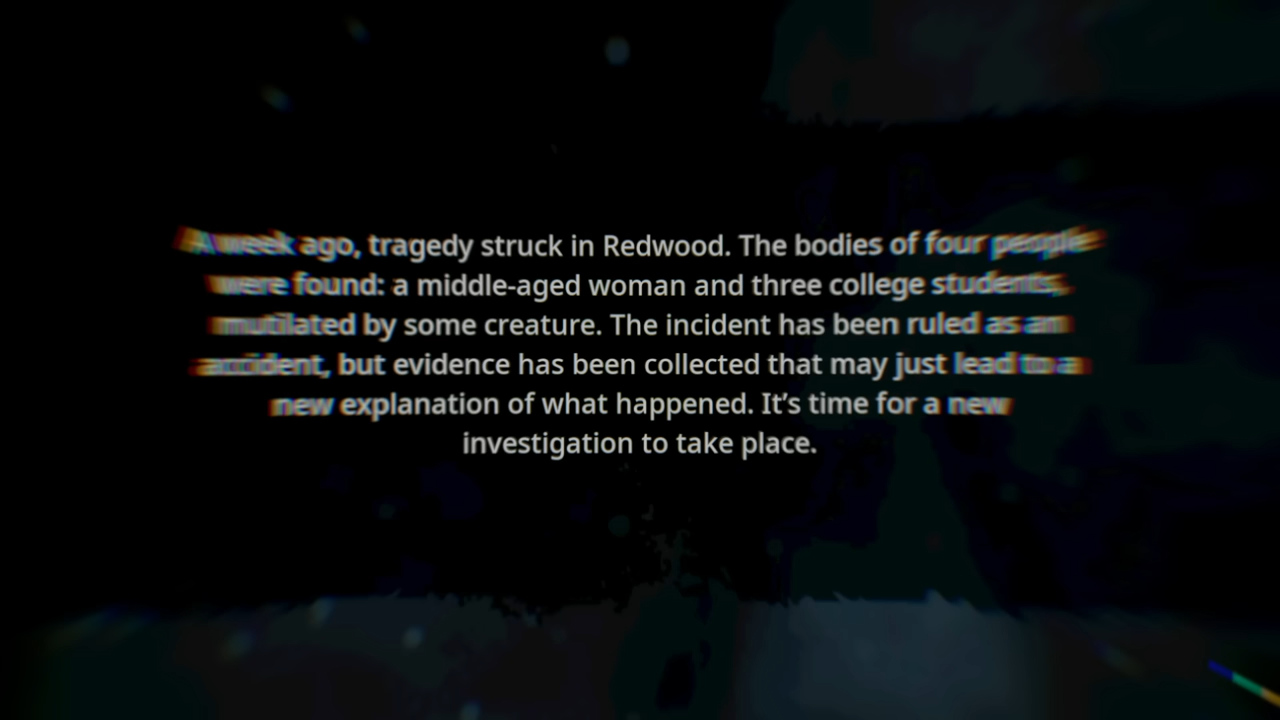 A week ago, tragedy struck in Redwood. The bodies of four people
were found: a middle-aged woman and three college students,
mutilated by some creature. The incident has been ruled as an
accident, but evidence has been collected that may just lead to a
new explanation of what happened. It’s time for a new
investigation to take place.